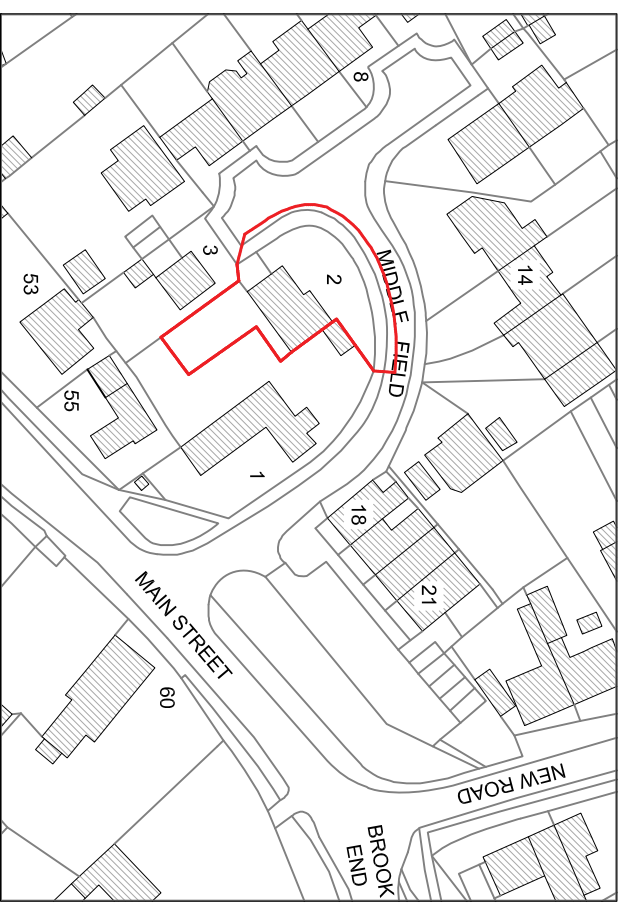 8
3
2
MIDDLE FIELD
14
53
55
1
18
21
MAIN STREET
60
NEW ROAD
BROOK
END